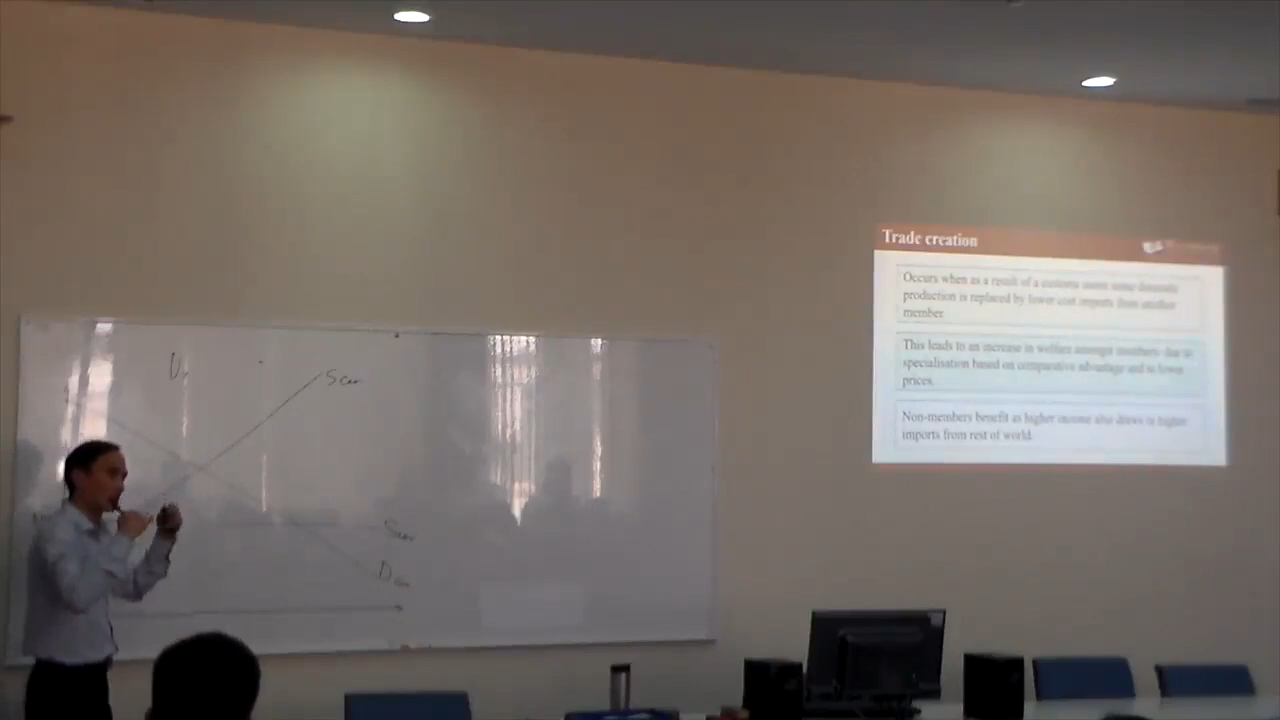 Trade creation
Occurs when as a result of a customs union some domestic
production is replaced by lower cost imports from another
member.
This leads to an increase in welfare amongst members due to
specialisation based on comparative advantage and to lower
prices.
Non-members benefit as higher income also draws in higher
imports from rest of world.